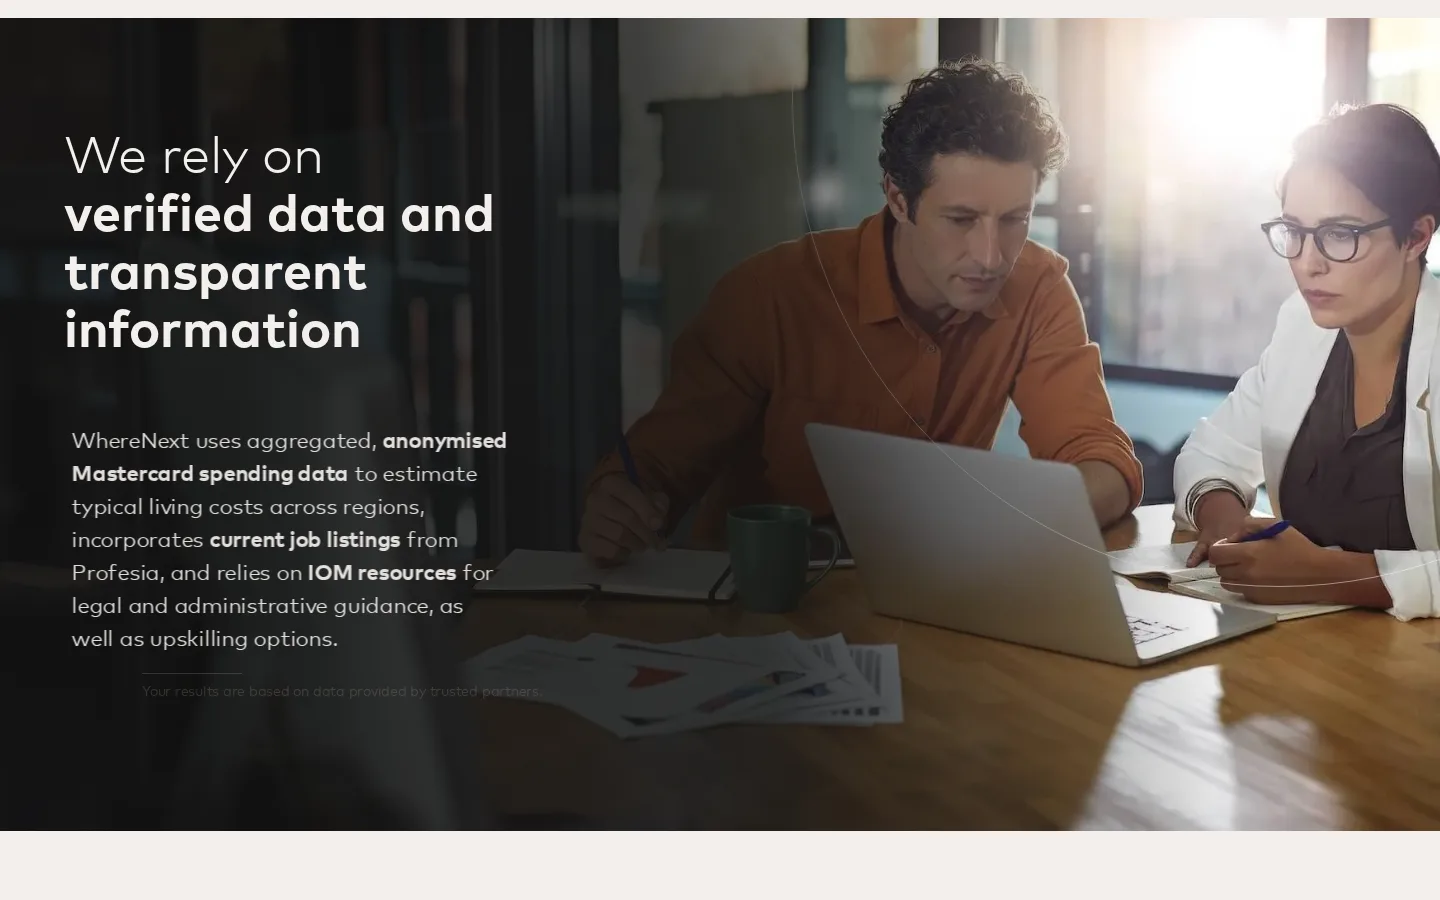 We rely on
verified data and
transparent
information
WhereNext uses aggregated, anonymised
Mastercard spending data to estimate
typical living costs across regions,
incorporates current job listings from
Profesia, and relies on IOM resources for
legal and administrative guidance, as
well as upskilling options.
Your results are based on data provided by trusted partners.